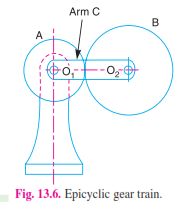 Arm C
A
B
O₁
O₂
Fig. 13.6. Epicyclic gear train.